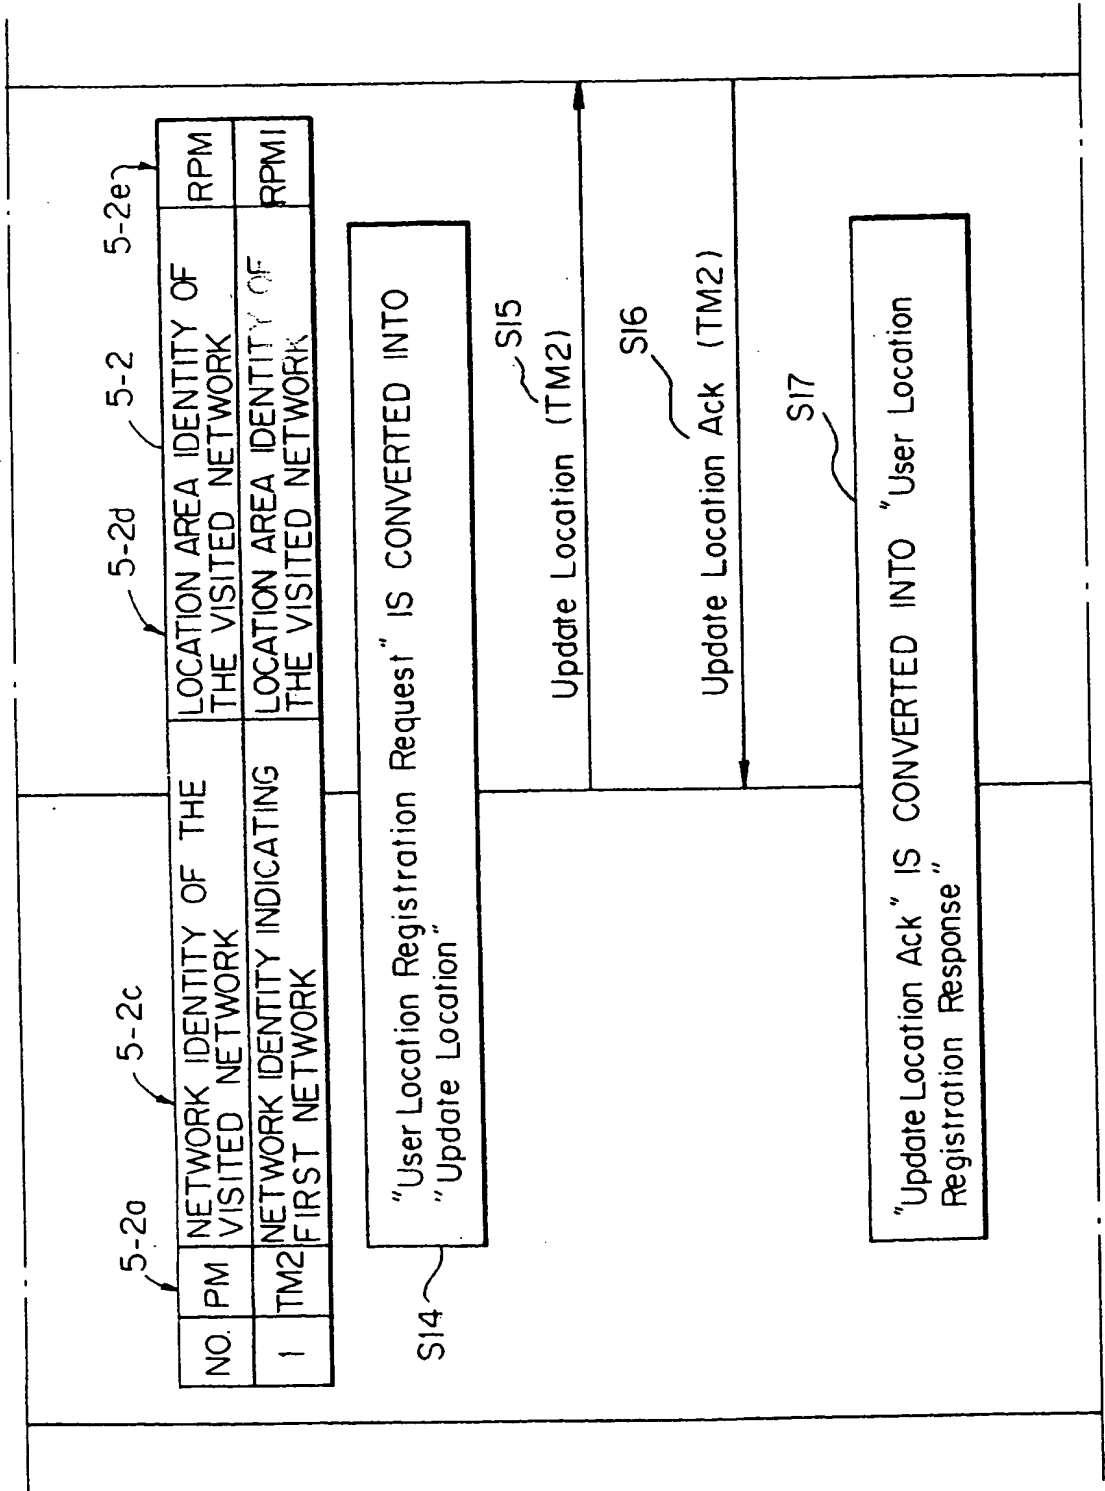 5-2a
5-2c
5-2d
5-2
5-2e
NO. PM NETWORK IDENTITY OF THE VISITED NETWORK LOCATION AREA IDENTITY OF THE VISITED NETWORK RPM
1 TM2 NETWORK IDENTITY INDICATING FIRST NETWORK LOCATION AREA IDENTITY OF THE VISITED NETWORK RPM1
S14
"User Location Registration Request" IS CONVERTED INTO
"Update Location"
S15
Update Location (TM2)
S16
Update Location Ack (TM2)
S17
"Update Location Ack" IS CONVERTED INTO "User Location
Registration Response"